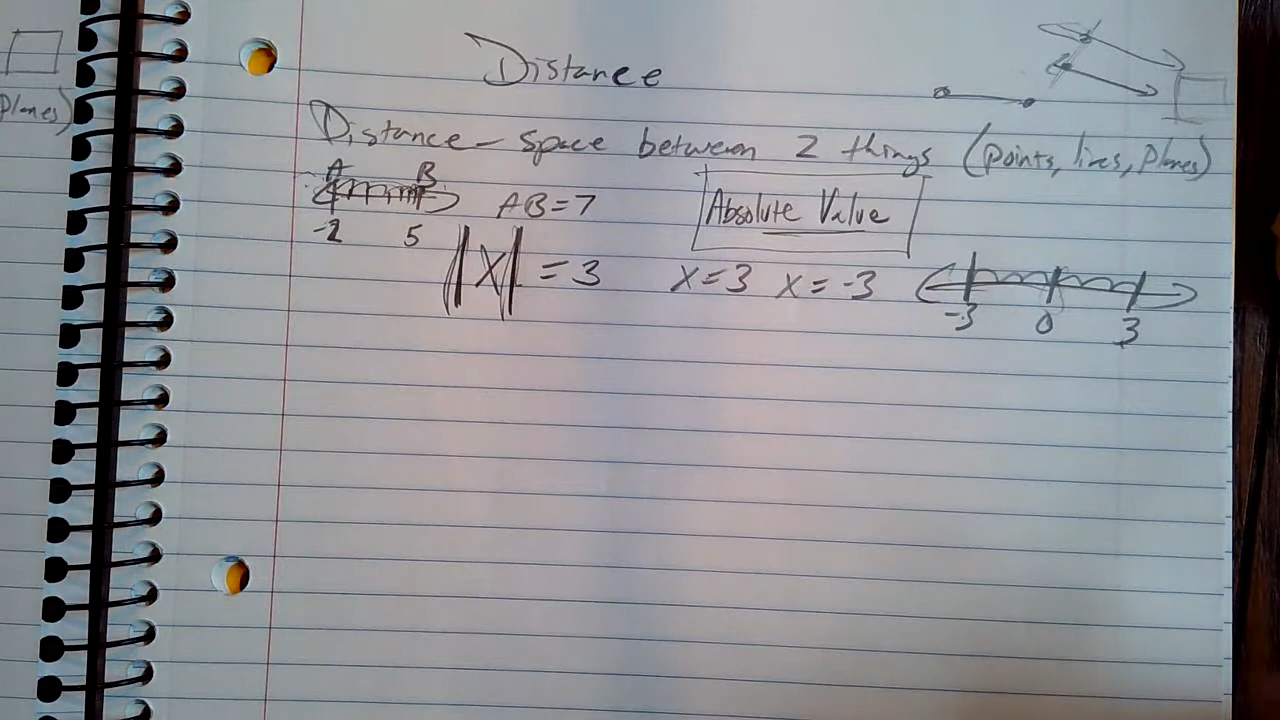 Distance
Planes)
Distance - space between 2 things (points, lines, planes)
A B
AB=7 Absolute Value
-2 5
|X| = 3 X=3 X=-3
-3 0 3